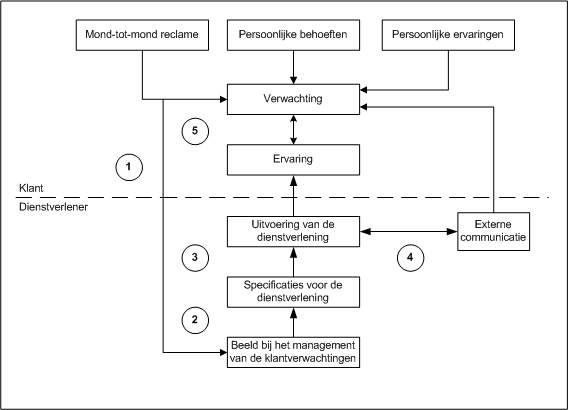 Mond-tot-mond reclame
Persoonlijke behoeften
Persoonlijke ervaringen
Verwachting
5
1
Ervaring
Klant
Dienstverlener
Uitvoering van de
dienstverlening
Externe
communicatie
3
4
Specificaties voor de
dienstverlening
2
Beeld bij het management
van de klantverwachtingen